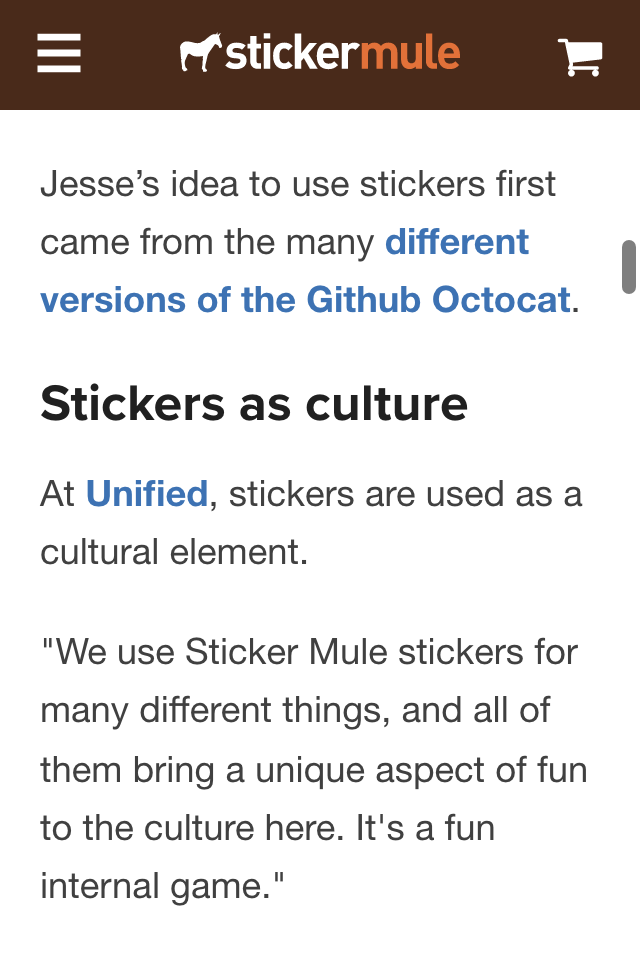 stickermule
Jesse’s idea to use stickers first
came from the many different
versions of the Github Octocat.
Stickers as culture
At Unified, stickers are used as a
cultural element.
"We use Sticker Mule stickers for
many different things, and all of
them bring a unique aspect of fun
to the culture here. It's a fun
internal game."